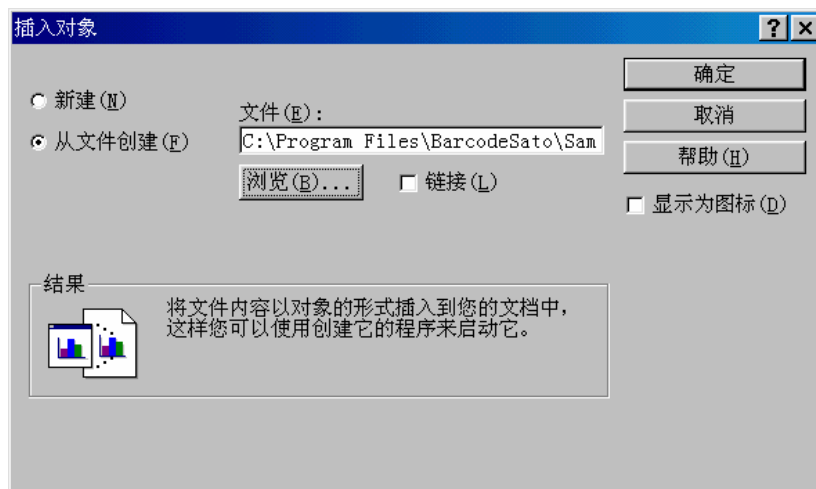 插入对象
新建(N)
从文件创建(F)
文件(E):
C:\Program Files\BarcodeSato\Sam
浏览(B)...
链接(L)
确定
取消
帮助(H)
显示为图标(D)
结果
将文件内容以对象的形式插入到您的文档中，
这样您可以使用创建它的程序来启动它。